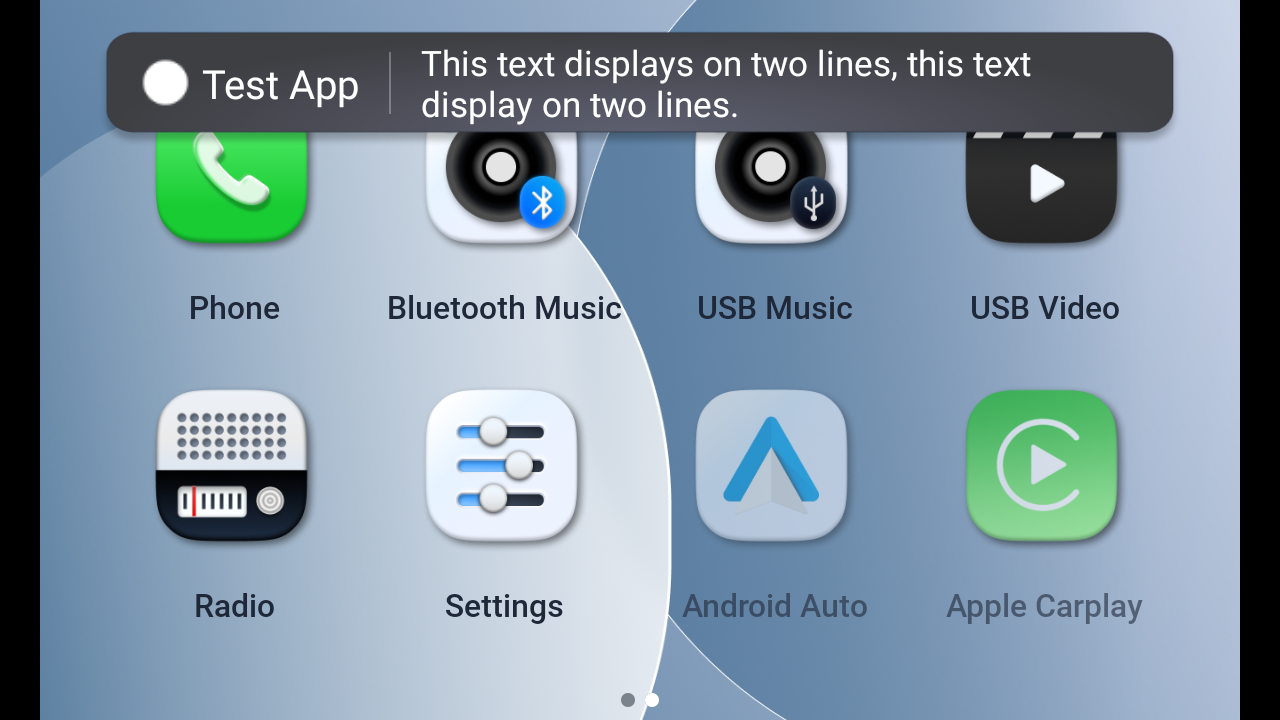 Test App
This text displays on two lines, this text
display on two lines.
Phone
Bluetooth Music
USB Music
USB Video
Radio
Settings
Android Auto
Apple Carplay